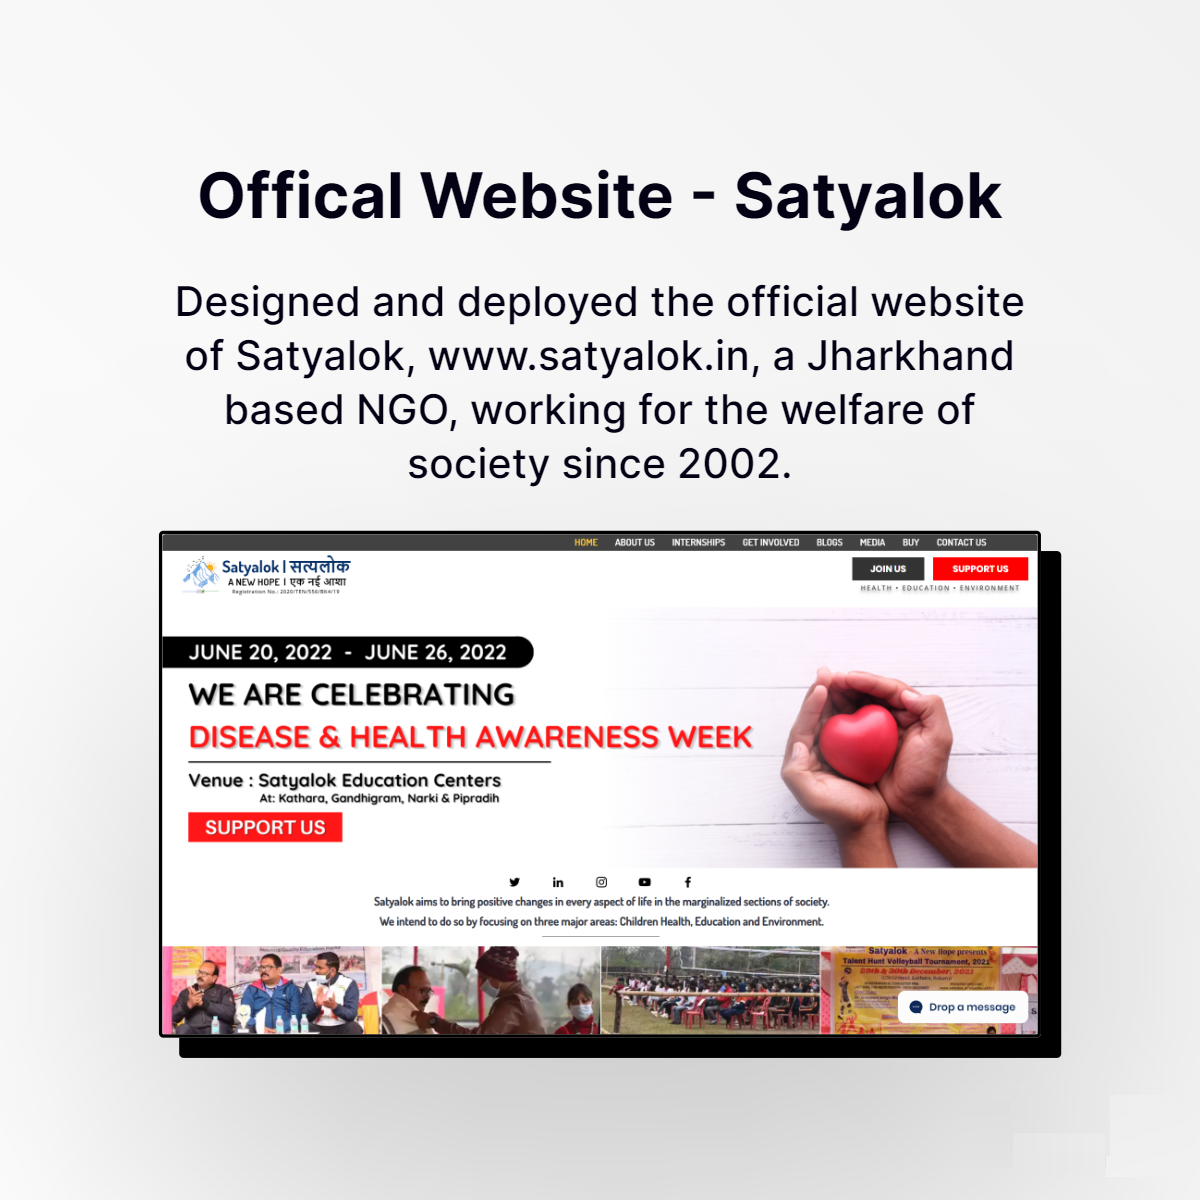 Offical Website - Satyalok
Designed and deployed the official website
of Satyalok, www.satyalok.in, a Jharkhand
based NGO, working for the welfare of
society since 2002.
HOME ABOUT US INTERNSHIPS GET INVOLVED BLOGS MEDIA BUY CONTACT US
Satyalok | सत्यलोक
A NEW HOPE | एक नई आशा
Registration No.: 2020/TEN/550/BK4/19
JOIN US SUPPORT US
HEALTH • EDUCATION • ENVIRONMENT
JUNE 20, 2022 - JUNE 26, 2022
WE ARE CELEBRATING
DISEASE & HEALTH AWARENESS WEEK
Venue : Satyalok Education Centers
At: Kathara, Gandhigram, Narki & Pipradih
SUPPORT US
Satyalok aims to bring positive changes in every aspect of life in the marginalized sections of society.
We intend to do so by focusing on three major areas: Children Health, Education and Environment.
Satyalok - A New Hope presents
Talent Hunt Volleyball Tournament, 2021
25th & 26th December, 2021
Drop a message